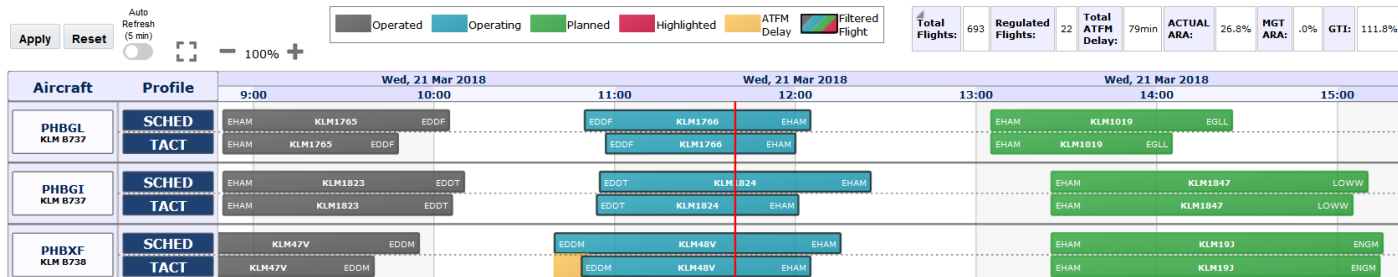 Auto
Refresh
(5 min)
Apply Reset
100%
Operated Operating Planned Highlighted ATFM Delay Filtered Flight
Total Flights: 693 Regulated Flights: 22 Total ATFM Delay: 79min ACTUAL ARA: 26.8% MGT ARA: .0% GTI: 111.8%
Aircraft Profile
Wed, 21 Mar 2018 Wed, 21 Mar 2018 Wed, 21 Mar 2018
9:00 10:00 11:00 12:00 13:00 14:00 15:00
PHBGL
KLM B737
SCHED EHAM KLM1765 EDDF EDDF KLM1766 EHAM EHAM KLM1019 EGLL
TACT EHAM KLM1765 EDDF EDDF KLM1766 EHAM EHAM KLM1019 EGLL
PHBGI
KLM B737
SCHED EHAM KLM1823 EDDT EDDT KLM1824 EHAM EHAM KLM1847 LOWW
TACT EHAM KLM1823 EDDT EDDT KLM1824 EHAM EHAM KLM1847 LOWW
PHBXF
KLM B738
SCHED KLM47V EDDM EDDM KLM48V EHAM EHAM KLM19J ENGM
TACT KLM47V EDDM EDDM KLM48V EHAM EHAM KLM19J ENGM